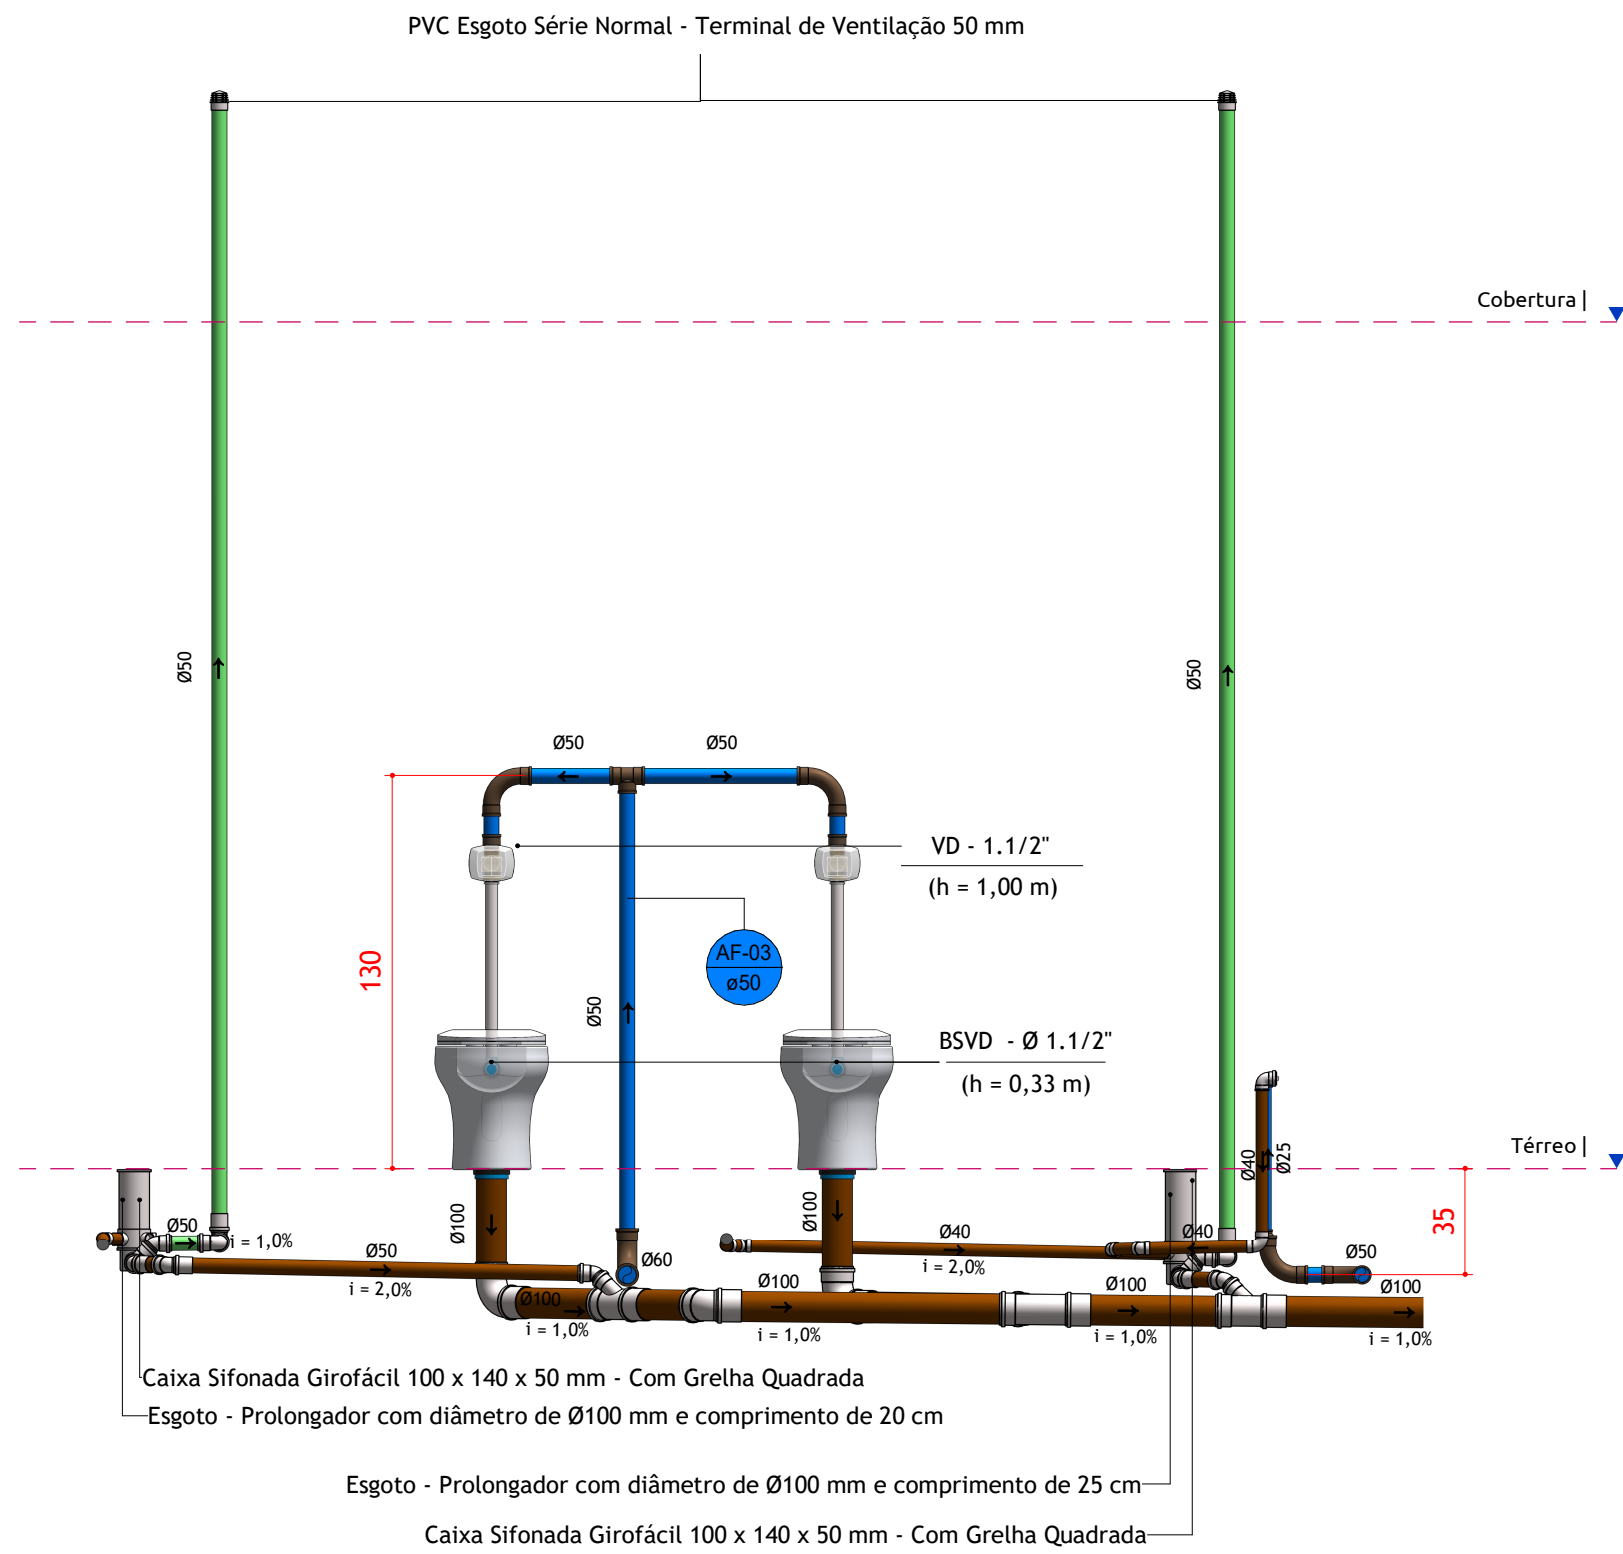 PVC Esgoto Série Normal - Terminal de Ventilação 50 mm
Cobertura
Ø50
Ø50
Ø50
Ø50
VD - 1.1/2"
(h = 1,00 m)
130
AF-03
ø50
Ø50
BSVD - Ø 1.1/2"
(h = 0,33 m)
Térreo
Ø40
Ø25
Ø100
Ø100
35
Ø50
i = 1,0%
Ø50
i = 2,0%
Ø60
Ø40
i = 2,0%
Ø40
Ø50
Ø100
i = 1,0%
Ø100
i = 1,0%
Ø100
i = 1,0%
Ø100
i = 1,0%
Caixa Sifonada Girofácil 100 x 140 x 50 mm - Com Grelha Quadrada
Esgoto - Prolongador com diâmetro de Ø100 mm e comprimento de 20 cm
Esgoto - Prolongador com diâmetro de Ø100 mm e comprimento de 25 cm
Caixa Sifonada Girofácil 100 x 140 x 50 mm - Com Grelha Quadrada